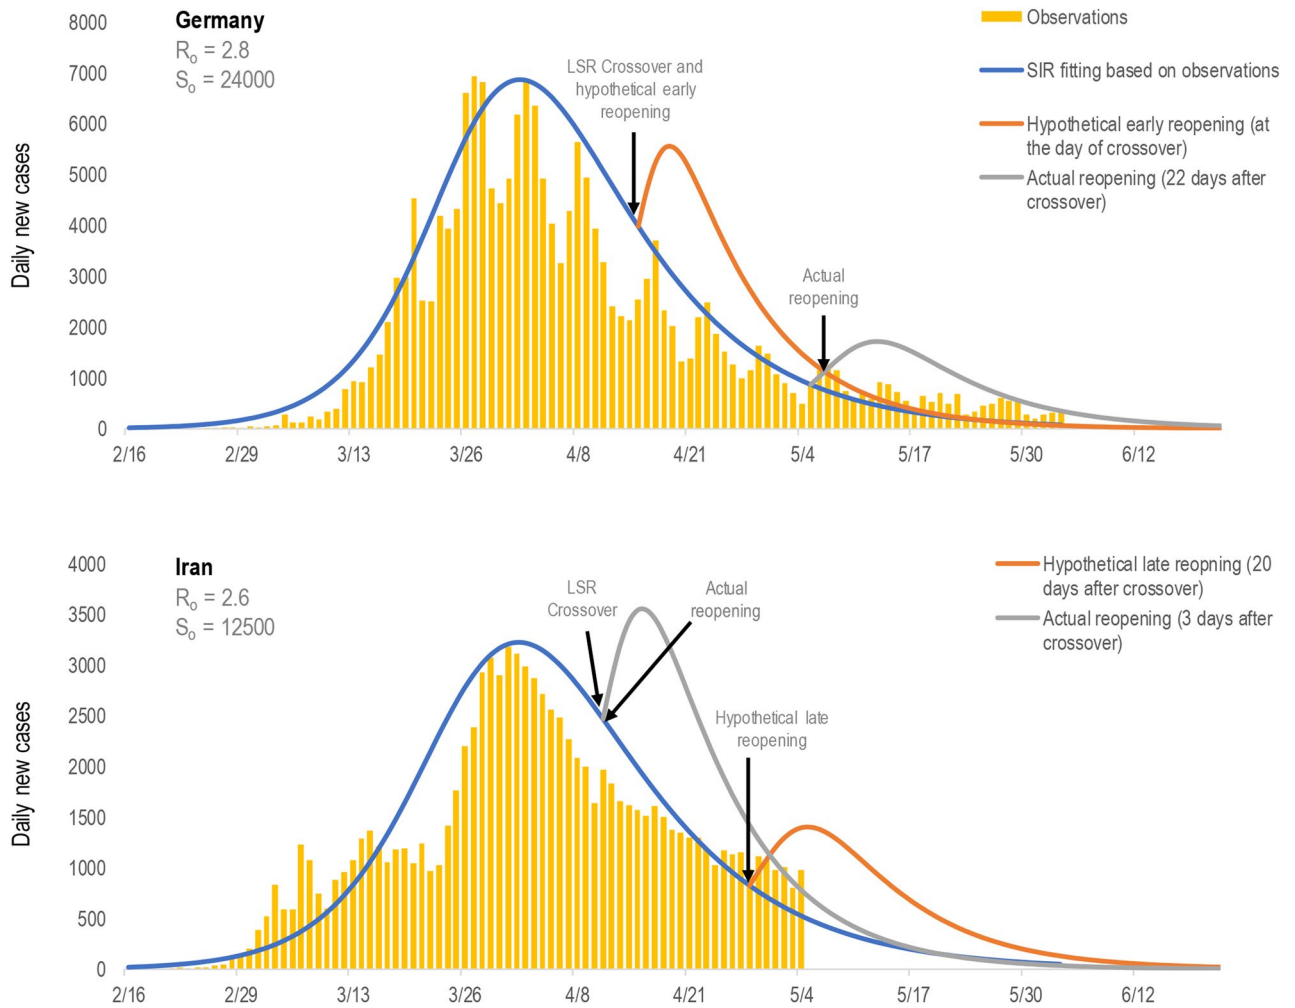 8000
Germany
Observations
R₀ = 2.8
7000
LSR Crossover and
SIR fitting based on observations
S₀ = 24000
hypothetical early
reopening
6000
Hypothetical early reopening (at
the day of crossover)
5000
Actual reopening (22 days after
crossover)
4000
Daily new cases
3000
Actual
reopening
2000
1000
0
2/16
2/29
3/13
3/26
4/8
4/21
5/4
5/17
5/30
6/12
4000
Iran
Hypothetical late reopning (20
days after crossover)
R₀ = 2.6
LSR
Crossover
Actual
reopening
3500
Actual reopening (3 days after
crossover)
S₀ = 12500
3000
2500
Hypothetical late
reopening
Daily new cases
2000
1500
1000
500
0
2/16
2/29
3/13
3/26
4/8
4/21
5/4
5/17
5/30
6/12